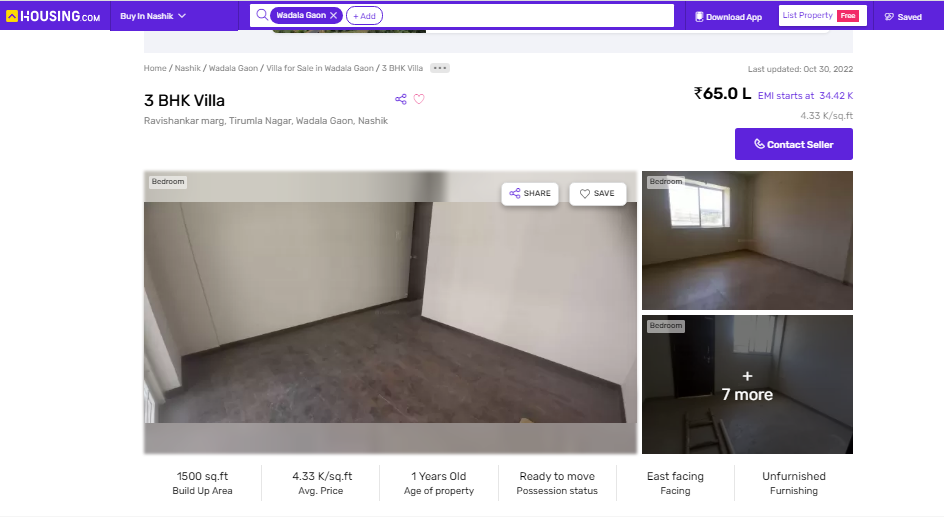 HOUSING.COM
Buy In Nashik
Wadala Gaon
+ Add
Download App
List Property Free
Saved
Home / Nashik / Wadala Gaon / Villa for Sale in Wadala Gaon / 3 BHK Villa
Last updated: Oct 30, 2022
3 BHK Villa
₹65.0 L EMI starts at 34.42 K
Ravishankar marg, Tirumla Nagar, Wadala Gaon, Nashik
4.33 K/sq.ft
Contact Seller
Bedroom
SHARE
SAVE
Bedroom
Bedroom
+
7 more
1500 sq.ft
Build Up Area
4.33 K/sq.ft
Avg. Price
1 Years Old
Age of property
Ready to move
Possession status
East facing
Facing
Unfurnished
Furnishing